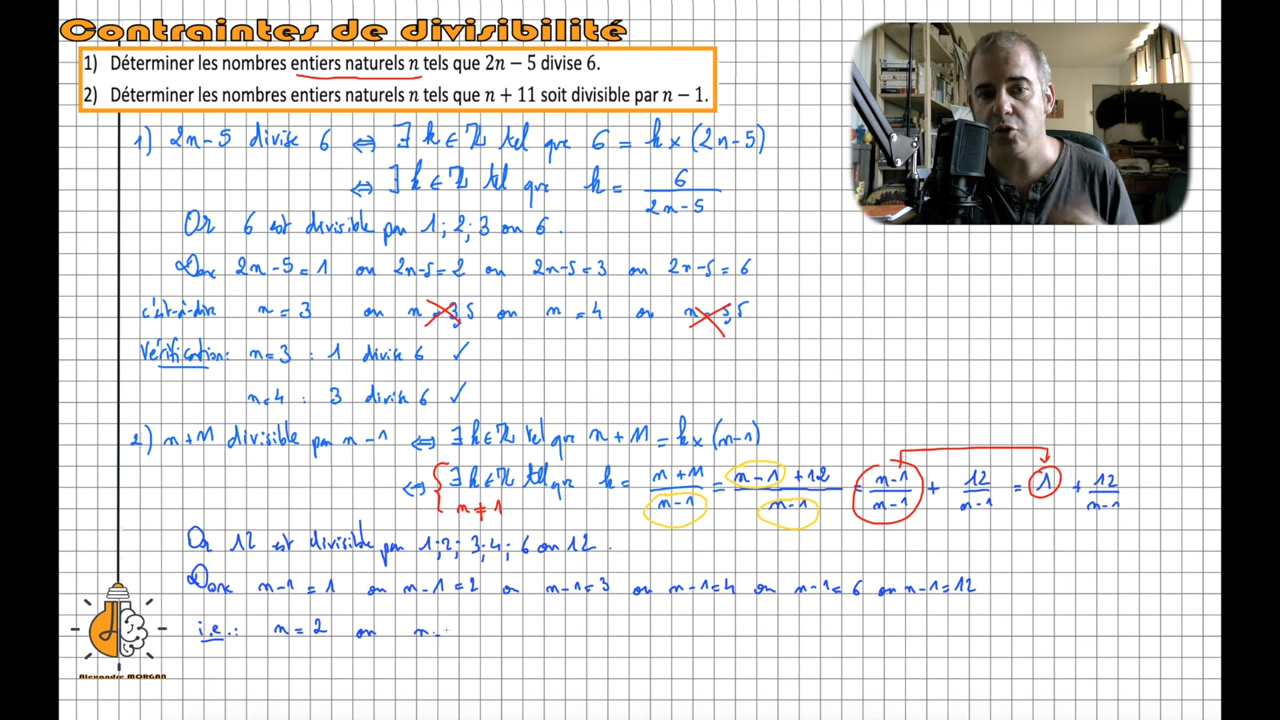 Contraintes de divisibilité
1) Déterminer les nombres entiers naturels n tels que 2n − 5 divise 6.
2) Déterminer les nombres entiers naturels n tels que n + 11 soit divisible par n − 1.
1) 2n-5 divise 6 ⇔ ∃ k ∈ ℤ tel que 6 = k × (2n-5)
⇔ ∃ k ∈ ℤ tel que k = 6/(2n-5)
Or 6 est divisible par 1; 2; 3 ou 6.
Donc 2n-5=1 ou 2n-5=2 ou 2n-5=3 ou 2n-5=6
c'est-à-dire n = 3 ou n = 3,5 ou n = 4 ou n = 5,5
Vérification: n=3 : 1 divise 6 ✓
n=4 : 3 divise 6 ✓
2) n+11 divisible par n-1 ⇔ ∃ k ∈ ℤ tel que n+11 = k × (n-1)
⇔ { ∃ k ∈ ℤ tel que k = (n+11)/(n-1) = (n-1+12)/(n-1) = (n-1)/(n-1) + 12/(n-1) = 1 + 12/(n-1)
n ≠ 1
Or 12 est divisible par 1; 2; 3; 4; 6 ou 12.
Donc n-1=1 ou n-1=2 ou n-1=3 ou n-1=4 ou n-1=6 ou n-1=12
i.e.: n = 2 ou n
Alexandre MORGAN